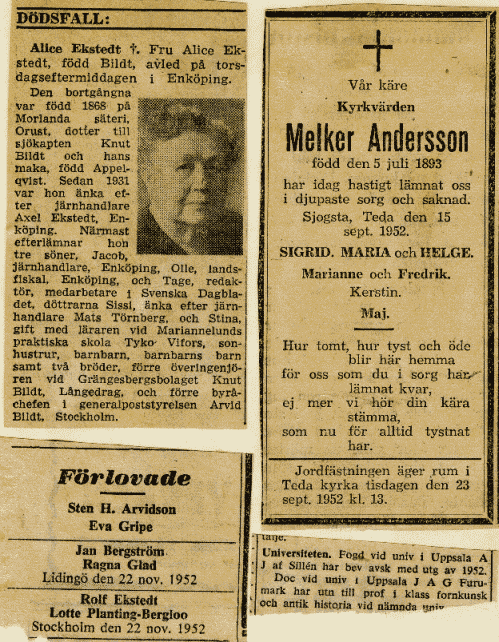 DÖDSFALL:
Alice Ekstedt †. Fru Alice Ek-
stedt, född Bildt, avled på tors-
dagseftermiddagen i Enköping.
Den bortgångna
var född 1868 på
Morlanda säteri,
Orust, dotter till
sjökapten Knut
Bildt och hans
maka, född Appel-
qvist. Sedan 1931
var hon änka ef-
ter järnhandlare
Axel Ekstedt, En-
köping. Närmast
efterlämnar hon
tre söner, Jacob,
järnhandlare, Enköping, Olle, lands-
fiskal, Enköping, och Tage, redak-
tör, medarbetare i Svenska Dagbla-
det, döttrarna Sissi, änka efter järn-
handlare Mats Törnberg, och Stina,
gift med läraren vid Mariannelunds
praktiska skola Tyko Vifors, son-
hustrur, barnbarn, barnbarns barn
samt två bröder, förre överingenjö-
ren vid Grängesbergsbolaget Knut
Bildt, Långedrag, och förre byrå-
chefen i generalpoststyrelsen Arvid
Bildt, Stockholm.
Vår käre
Kyrkvärden
Melker Andersson
född den 5 juli 1893
har idag hastigt lämnat oss
i djupaste sorg och saknad.
Sjogsta, Teda den 15
sept. 1952.
SIGRID. MARIA och HELGE.
Marianne och Fredrik.
Kerstin.
Maj.
Hur tomt, hur tyst och öde
blir här hemma
för oss som du i sorg har
lämnat kvar,
ej mer vi hör din kära
stämma,
som nu för alltid tystnat
har.
Jordfästningen äger rum i
Teda kyrka tisdagen den 23
sept. 1952 kl. 13.
Förlovade
Sten H. Arvidson
Eva Gripe
Jan Bergström
Ragna Glad
Lidingö den 22 nov. 1952
Rolf Ekstedt
Lotte Planting-Bergloo
Stockholm den 22 nov. 1952
Universiteten. Fogd vid univ i Uppsala A
J af Sillén har bev avsk med utg av 1952.
Doc vid univ i Uppsala J A G Furu-
mark har utn till prof i klass fornkunsk
och antik historia vid nämnda univ